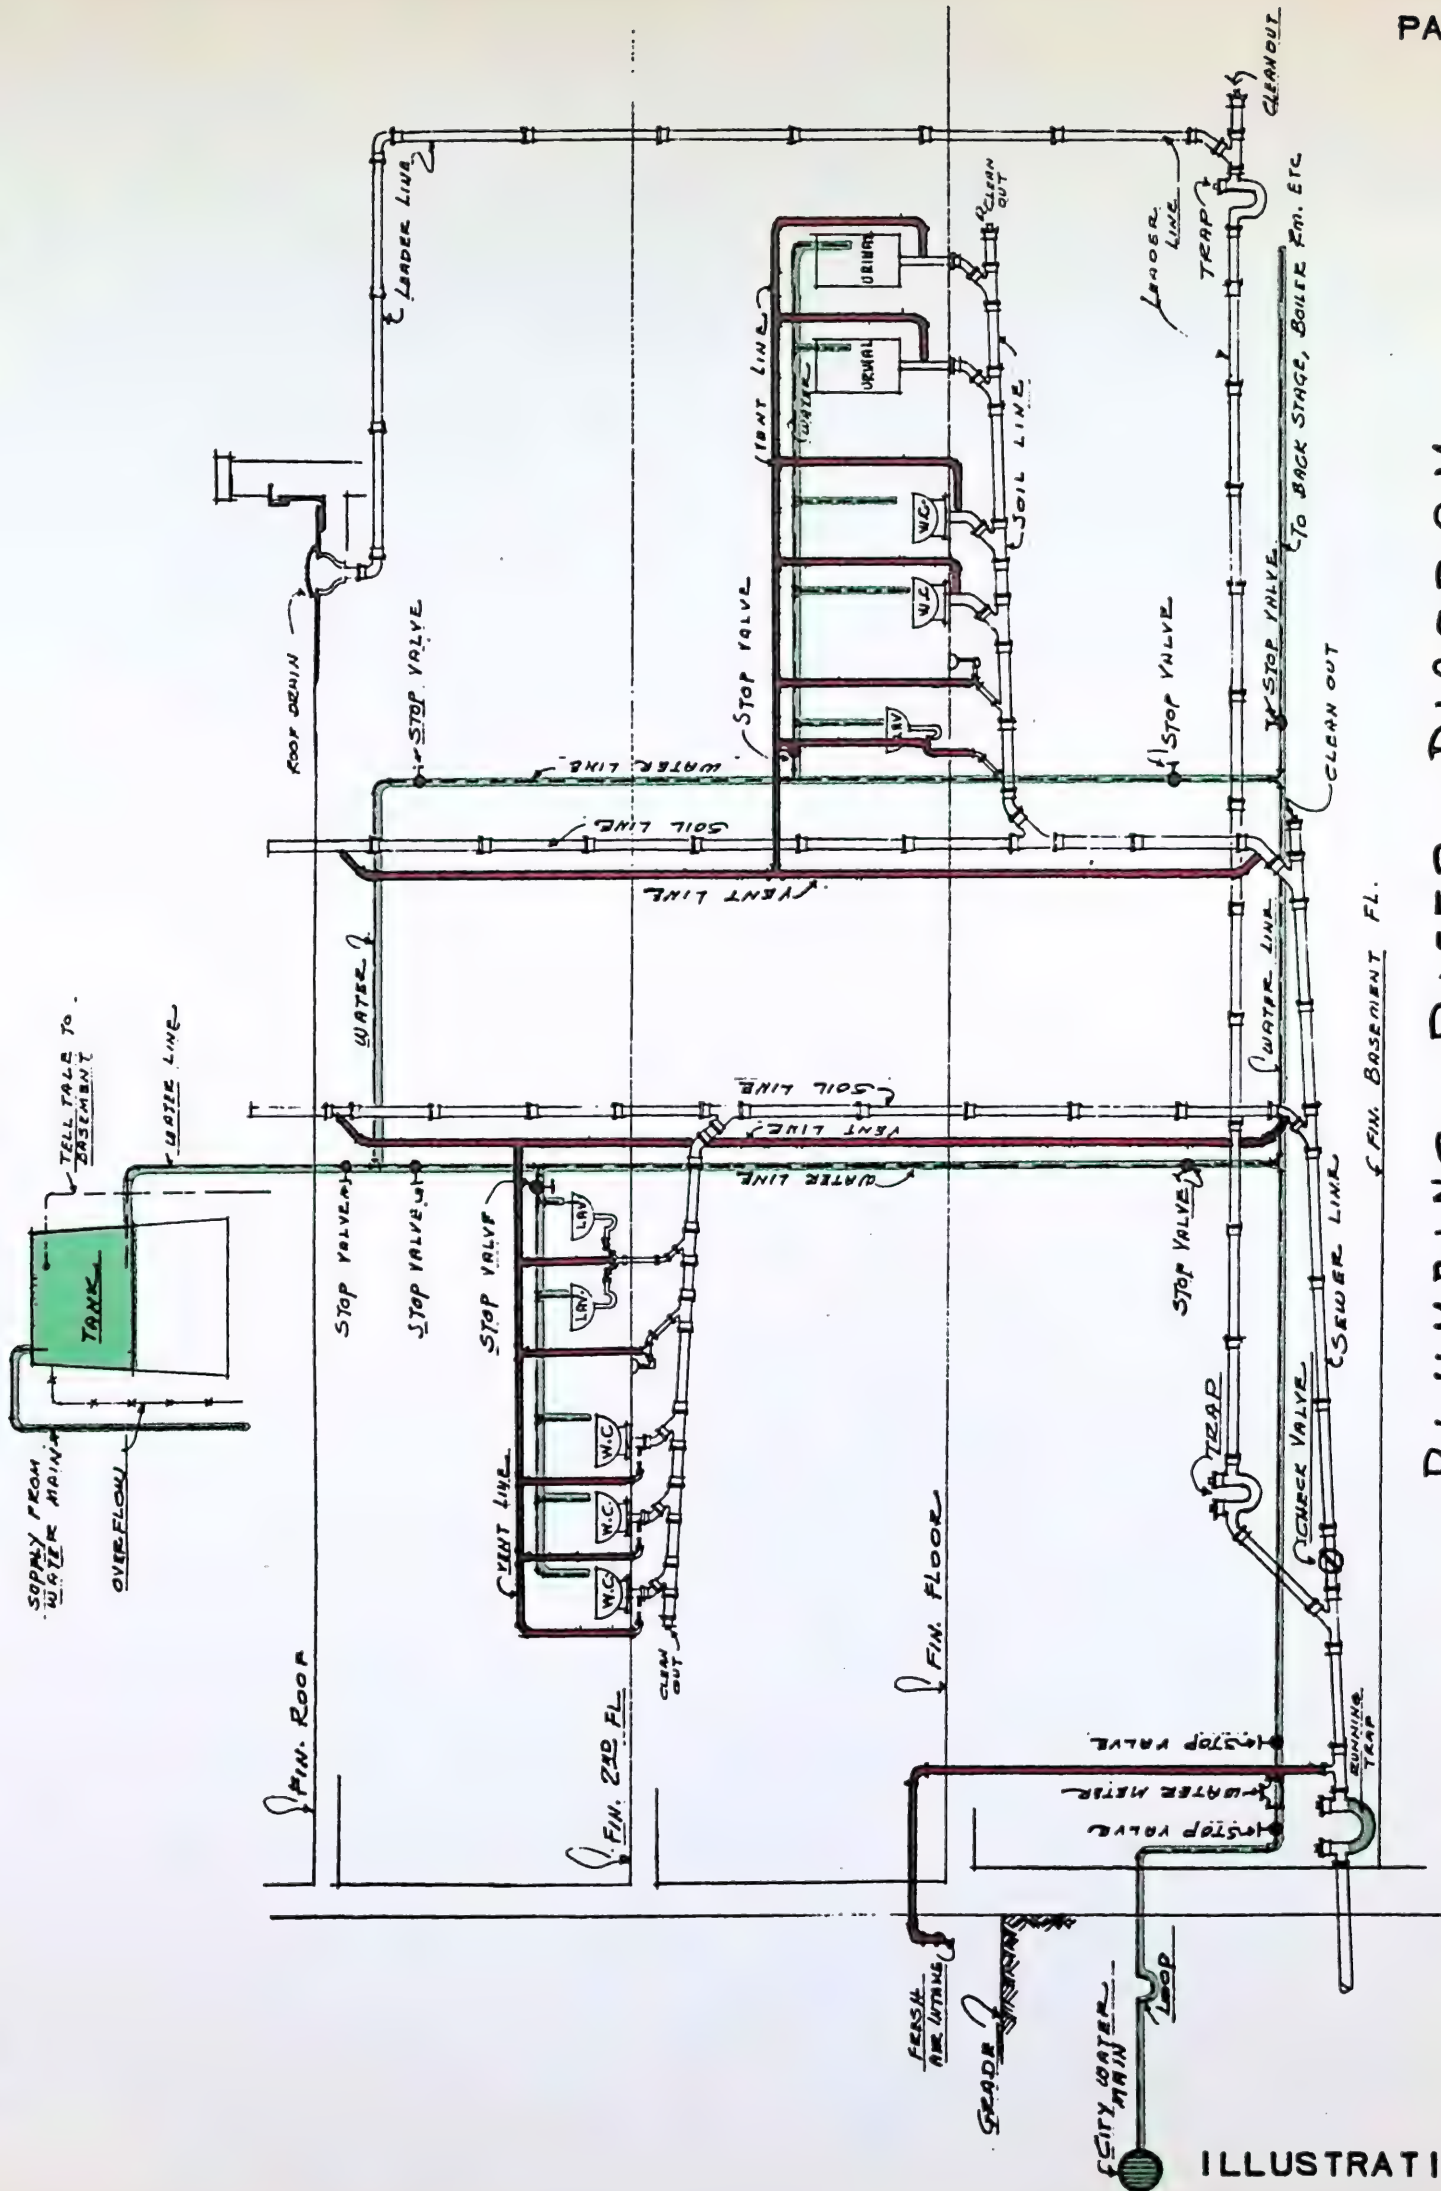 PA
ILLUSTRATI
SUPPLY FROM
WATER MAIN
OVERFLOW
TANK
TELL TALE TO
BASEMENT
WATER LINE
ROOF DRAIN
LEADER LINE
FIN. ROOF
STOP VALVE
STOP VALVE
WATER
STOP VALVE
STOP VALVE
VENT LINE
LAV.
LAV
W.C.
W.C.
W.C
CLEAN
OUT
FIN. 2ND FL.
SOIL LINE
VENT LINE
WATER LINE
SOIL LINE
VENT LINE
WATER LINE
STOP VALVE
VENT LINE
WATER
URINAL
URINAL
W.C.
W.C
LAV
SOIL LINE
CLEAN
OUT
FIN. FLOOR
FRESH
AIR INTAKE
GRADE
CITY WATER
MAIN
LOOP
STOP VALVE
WATER METER
STOP VALVE
RUNNING
TRAP
TRAP
CHECK VALVE
STOP VALVE
SEWER LINE
WATER LINE
FIN. BASEMENT FL.
CLEAN OUT
STOP VALVE
STOP VALVE
TO BACK STAGE, BOILER RM. ETC
LEADER
LINE
TRAP
CLEANOUT